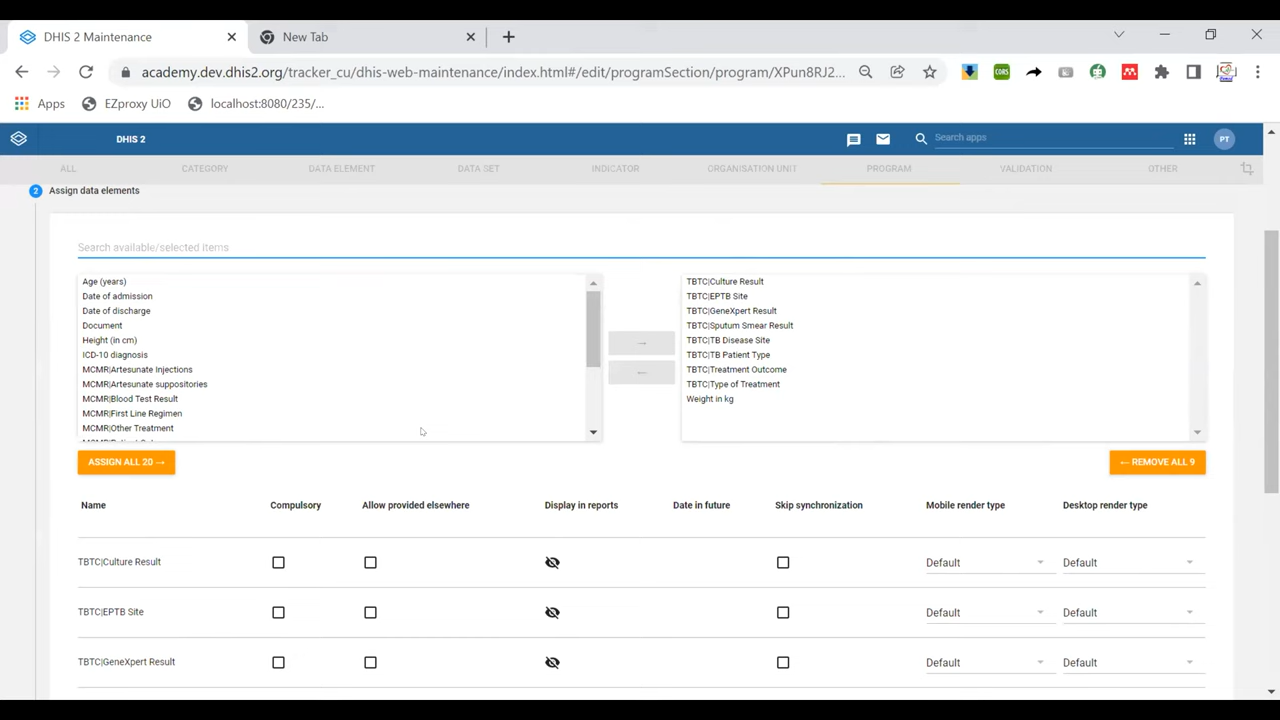 DHIS 2 Maintenance
New Tab
academy.dev.dhis2.org/tracker_cu/dhis-web-maintenance/index.html#/edit/programSection/program/XPun8RJ2...
Apps
EZproxy UiO
localhost:8080/235/...
DHIS 2
Search apps
PT
ALL
CATEGORY
DATA ELEMENT
DATA SET
INDICATOR
ORGANISATION UNIT
PROGRAM
VALIDATION
OTHER
2 Assign data elements
Search available/selected items
Age (years)
Date of admission
Date of discharge
Document
Height (in cm)
ICD-10 diagnosis
MCMR|Artesunate Injections
MCMR|Artesunate suppositories
MCMR|Blood Test Result
MCMR|First Line Regimen
MCMR|Other Treatment
TBTC|Culture Result
TBTC|EPTB Site
TBTC|GeneXpert Result
TBTC|Sputum Smear Result
TBTC|TB Disease Site
TBTC|TB Patient Type
TBTC|Treatment Outcome
TBTC|Type of Treatment
Weight in kg
ASSIGN ALL 20 →
← REMOVE ALL 9
Name
Compulsory
Allow provided elsewhere
Display in reports
Date in future
Skip synchronization
Mobile render type
Desktop render type
TBTC|Culture Result
Default
Default
TBTC|EPTB Site
Default
Default
TBTC|GeneXpert Result
Default
Default